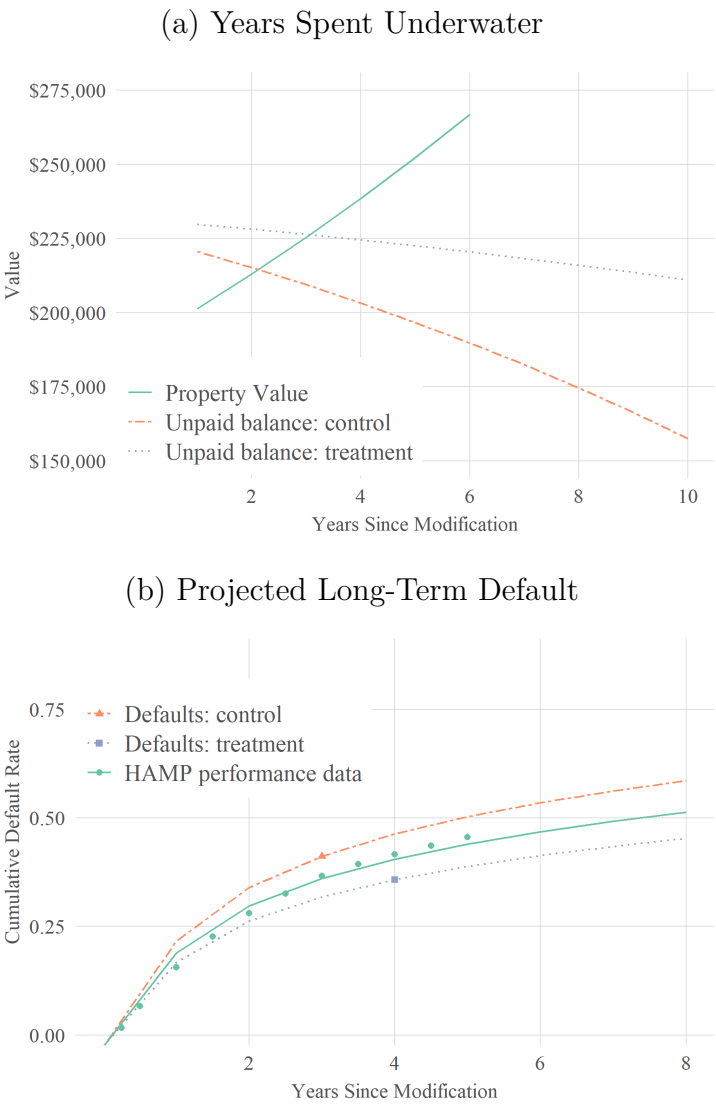 (a) Years Spent Underwater
$275,000
$250,000
$225,000
$200,000
$175,000
$150,000
Value
Property Value
Unpaid balance: control
Unpaid balance: treatment
2 4 6 8 10
Years Since Modification
(b) Projected Long-Term Default
0.75
0.50
0.25
0.00
Cumulative Default Rate
Defaults: control
Defaults: treatment
HAMP performance data
2 4 6 8
Years Since Modification